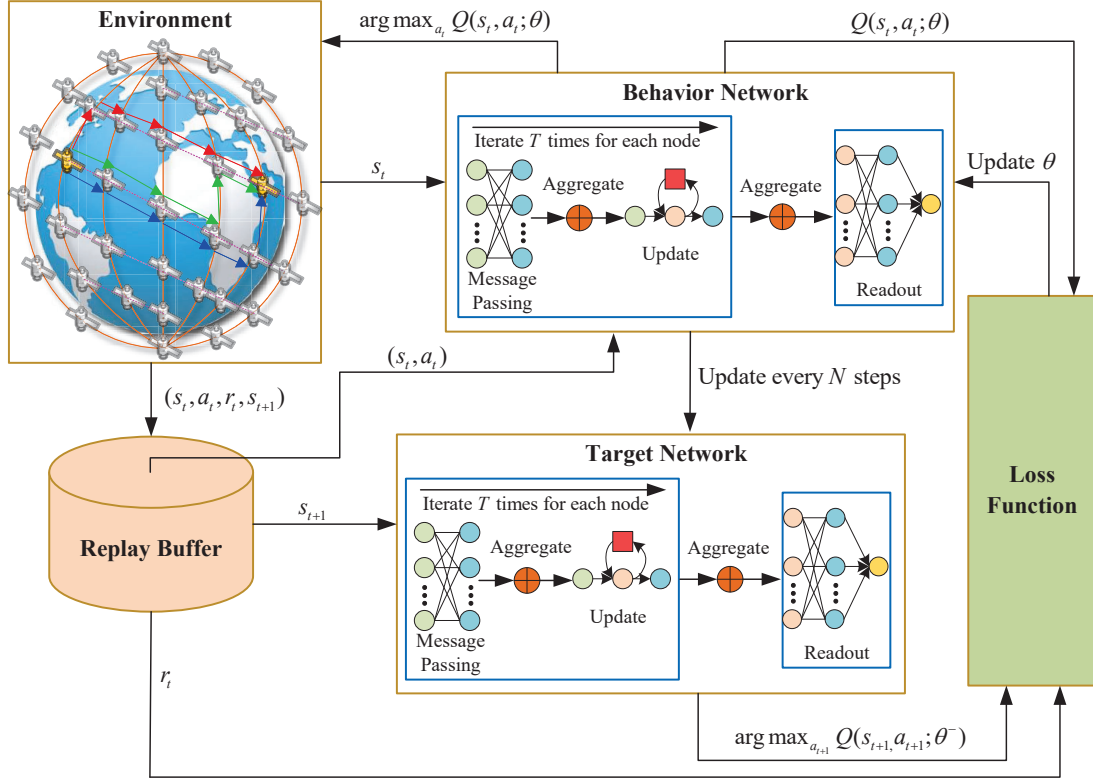 Environment
arg max_{a_t} Q(s_t, a_t; θ)
Q(s_t, a_t; θ)
Behavior Network
Iterate T times for each node
Aggregate
Aggregate
Update
Message
Passing
Readout
s_t
Update θ
(s_t, a_t)
Update every N steps
(s_t, a_t, r_t, s_{t+1})
Target Network
Iterate T times for each node
Aggregate
Aggregate
Update
Message
Passing
Readout
s_{t+1}
Replay Buffer
Loss
Function
r_t
arg max_{a_{t+1}} Q(s_{t+1,} a_{t+1}; θ⁻)